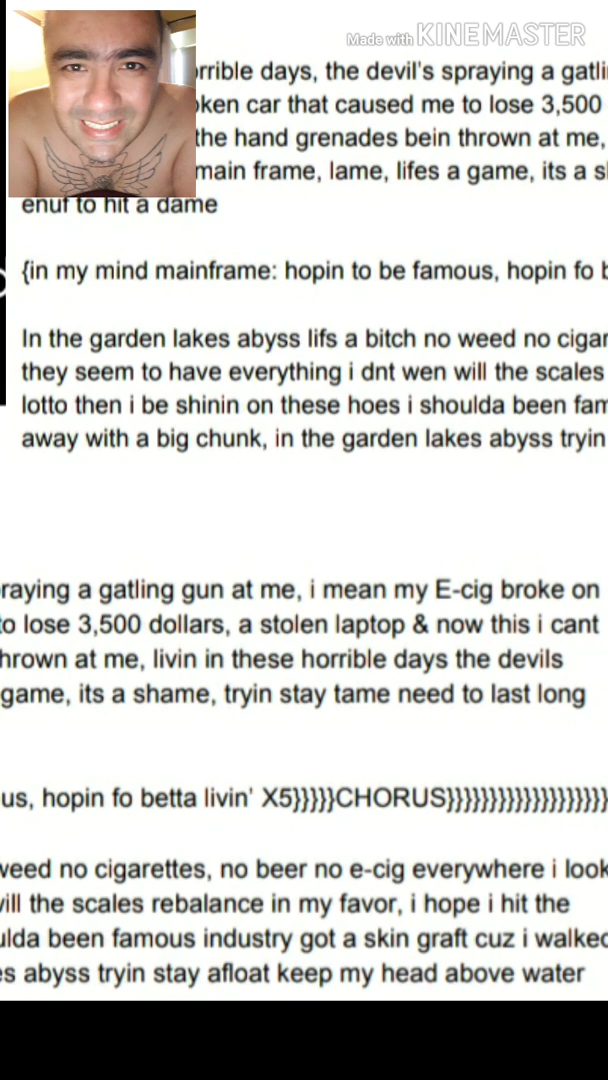 Made with KINEMASTER
rrible days, the devil's spraying a gatli
ken car that caused me to lose 3,500
the hand grenades bein thrown at me,
main frame, lame, lifes a game, its a s
enuf to hit a dame
{in my mind mainframe: hopin to be famous, hopin fo b
In the garden lakes abyss lifs a bitch no weed no cigar
they seem to have everything i dnt wen will the scales
lotto then i be shinin on these hoes i shoulda been fam
away with a big chunk, in the garden lakes abyss tryin
raying a gatling gun at me, i mean my E-cig broke on
to lose 3,500 dollars, a stolen laptop & now this i cant
hrown at me, livin in these horrible days the devils
game, its a shame, tryin stay tame need to last long
us, hopin fo betta livin' X5}}}}}CHORUS}}}}}}}}}}}}}}}}}}}
weed no cigarettes, no beer no e-cig everywhere i look
ill the scales rebalance in my favor, i hope i hit the
ulda been famous industry got a skin graft cuz i walked
es abyss tryin stay afloat keep my head above water